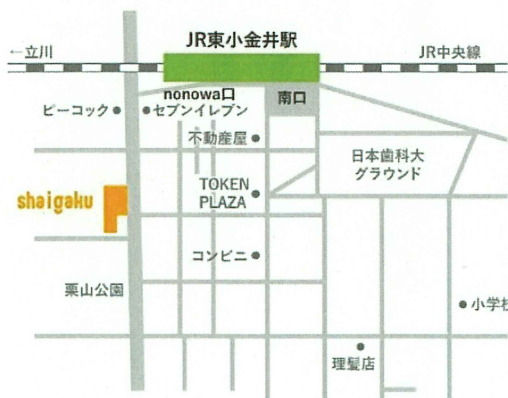 JR東小金井駅
←立川
JR中央線
nonowa口
南口
ピーコック
セブンイレブン
不動産屋
日本歯科大
グラウンド
TOKEN
PLAZA
shaigaku
コンビニ
栗山公園
小学校
理髪店